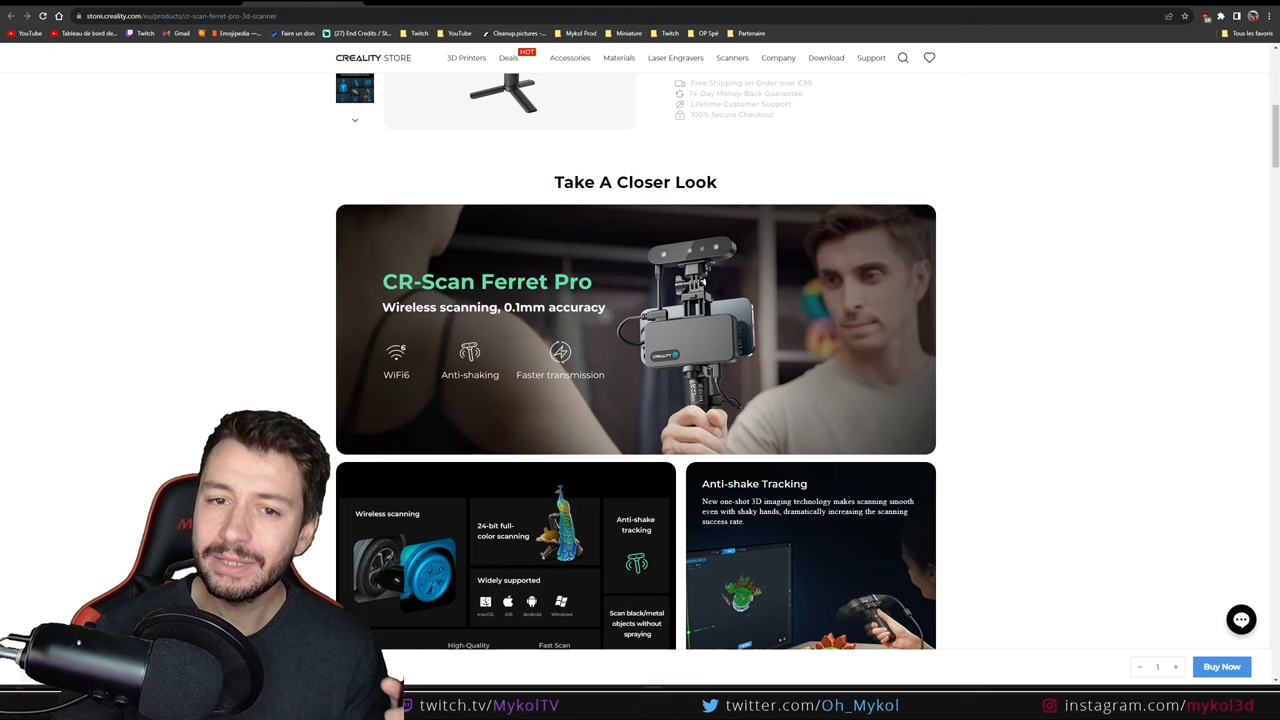 store.creality.com/eu/products/cr-scan-ferret-pro-3d-scanner
YouTube Tableau de bord de... Twitch Gmail Emojipedia —... Faire un don (27) End Credits / St... Twitch YouTube Cleanup.pictures -... Mykol Prod Miniature Twitch OP Spé Partenaire Tous les favoris
CREALITY STORE
3D Printers Deals HOT Accessories Materials Laser Engravers Scanners Company Download Support
Free Shipping on Order over €99
14-Day-Money-Back Guarantee
Lifetime Customer Support
100% Secure Checkout
Take A Closer Look
CR-Scan Ferret Pro
Wireless scanning, 0.1mm accuracy
WiFi6 Anti-shaking Faster transmission
CREALITY
Wireless scanning
24-bit full-
color scanning
Anti-shake
tracking
Widely supported
macOS iOS Android Windows
Scan black/metal
objects without
spraying
High-Quality Fast Scan
Anti-shake Tracking
New one-shot 3D imaging technology makes scanning smooth
even with shaky hands, dramatically increasing the scanning
success rate.
1
Buy Now
twitch.tv/MykolTV twitter.com/Oh_Mykol instagram.com/mykol3d